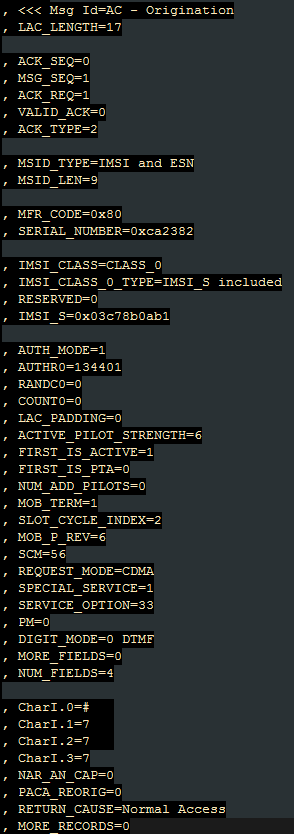 , <<< Msg Id=AC - Origination
, LAC_LENGTH=17
, ACK_SEQ=0
, MSG_SEQ=1
, ACK_REQ=1
, VALID_ACK=0
, ACK_TYPE=2
, MSID_TYPE=IMSI and ESN
, MSID_LEN=9
, MFR_CODE=0x80
, SERIAL_NUMBER=0xca2382
, IMSI_CLASS=CLASS_0
, IMSI_CLASS_0_TYPE=IMSI_S included
, RESERVED=0
, IMSI_S=0x03c78b0ab1
, AUTH_MODE=1
, AUTHR0=134401
, RANDC0=0
, COUNT0=0
, LAC_PADDING=0
, ACTIVE_PILOT_STRENGTH=6
, FIRST_IS_ACTIVE=1
, FIRST_IS_PTA=0
, NUM_ADD_PILOTS=0
, MOB_TERM=1
, SLOT_CYCLE_INDEX=2
, MOB_P_REV=6
, SCM=56
, REQUEST_MODE=CDMA
, SPECIAL_SERVICE=1
, SERVICE_OPTION=33
, PM=0
, DIGIT_MODE=0 DTMF
, MORE_FIELDS=0
, NUM_FIELDS=4
, CharI.0=#
, CharI.1=7
, CharI.2=7
, CharI.3=7
, NAR_AN_CAP=0
, PACA_REORIG=0
, RETURN_CAUSE=Normal Access
, MORE_RECORDS=0